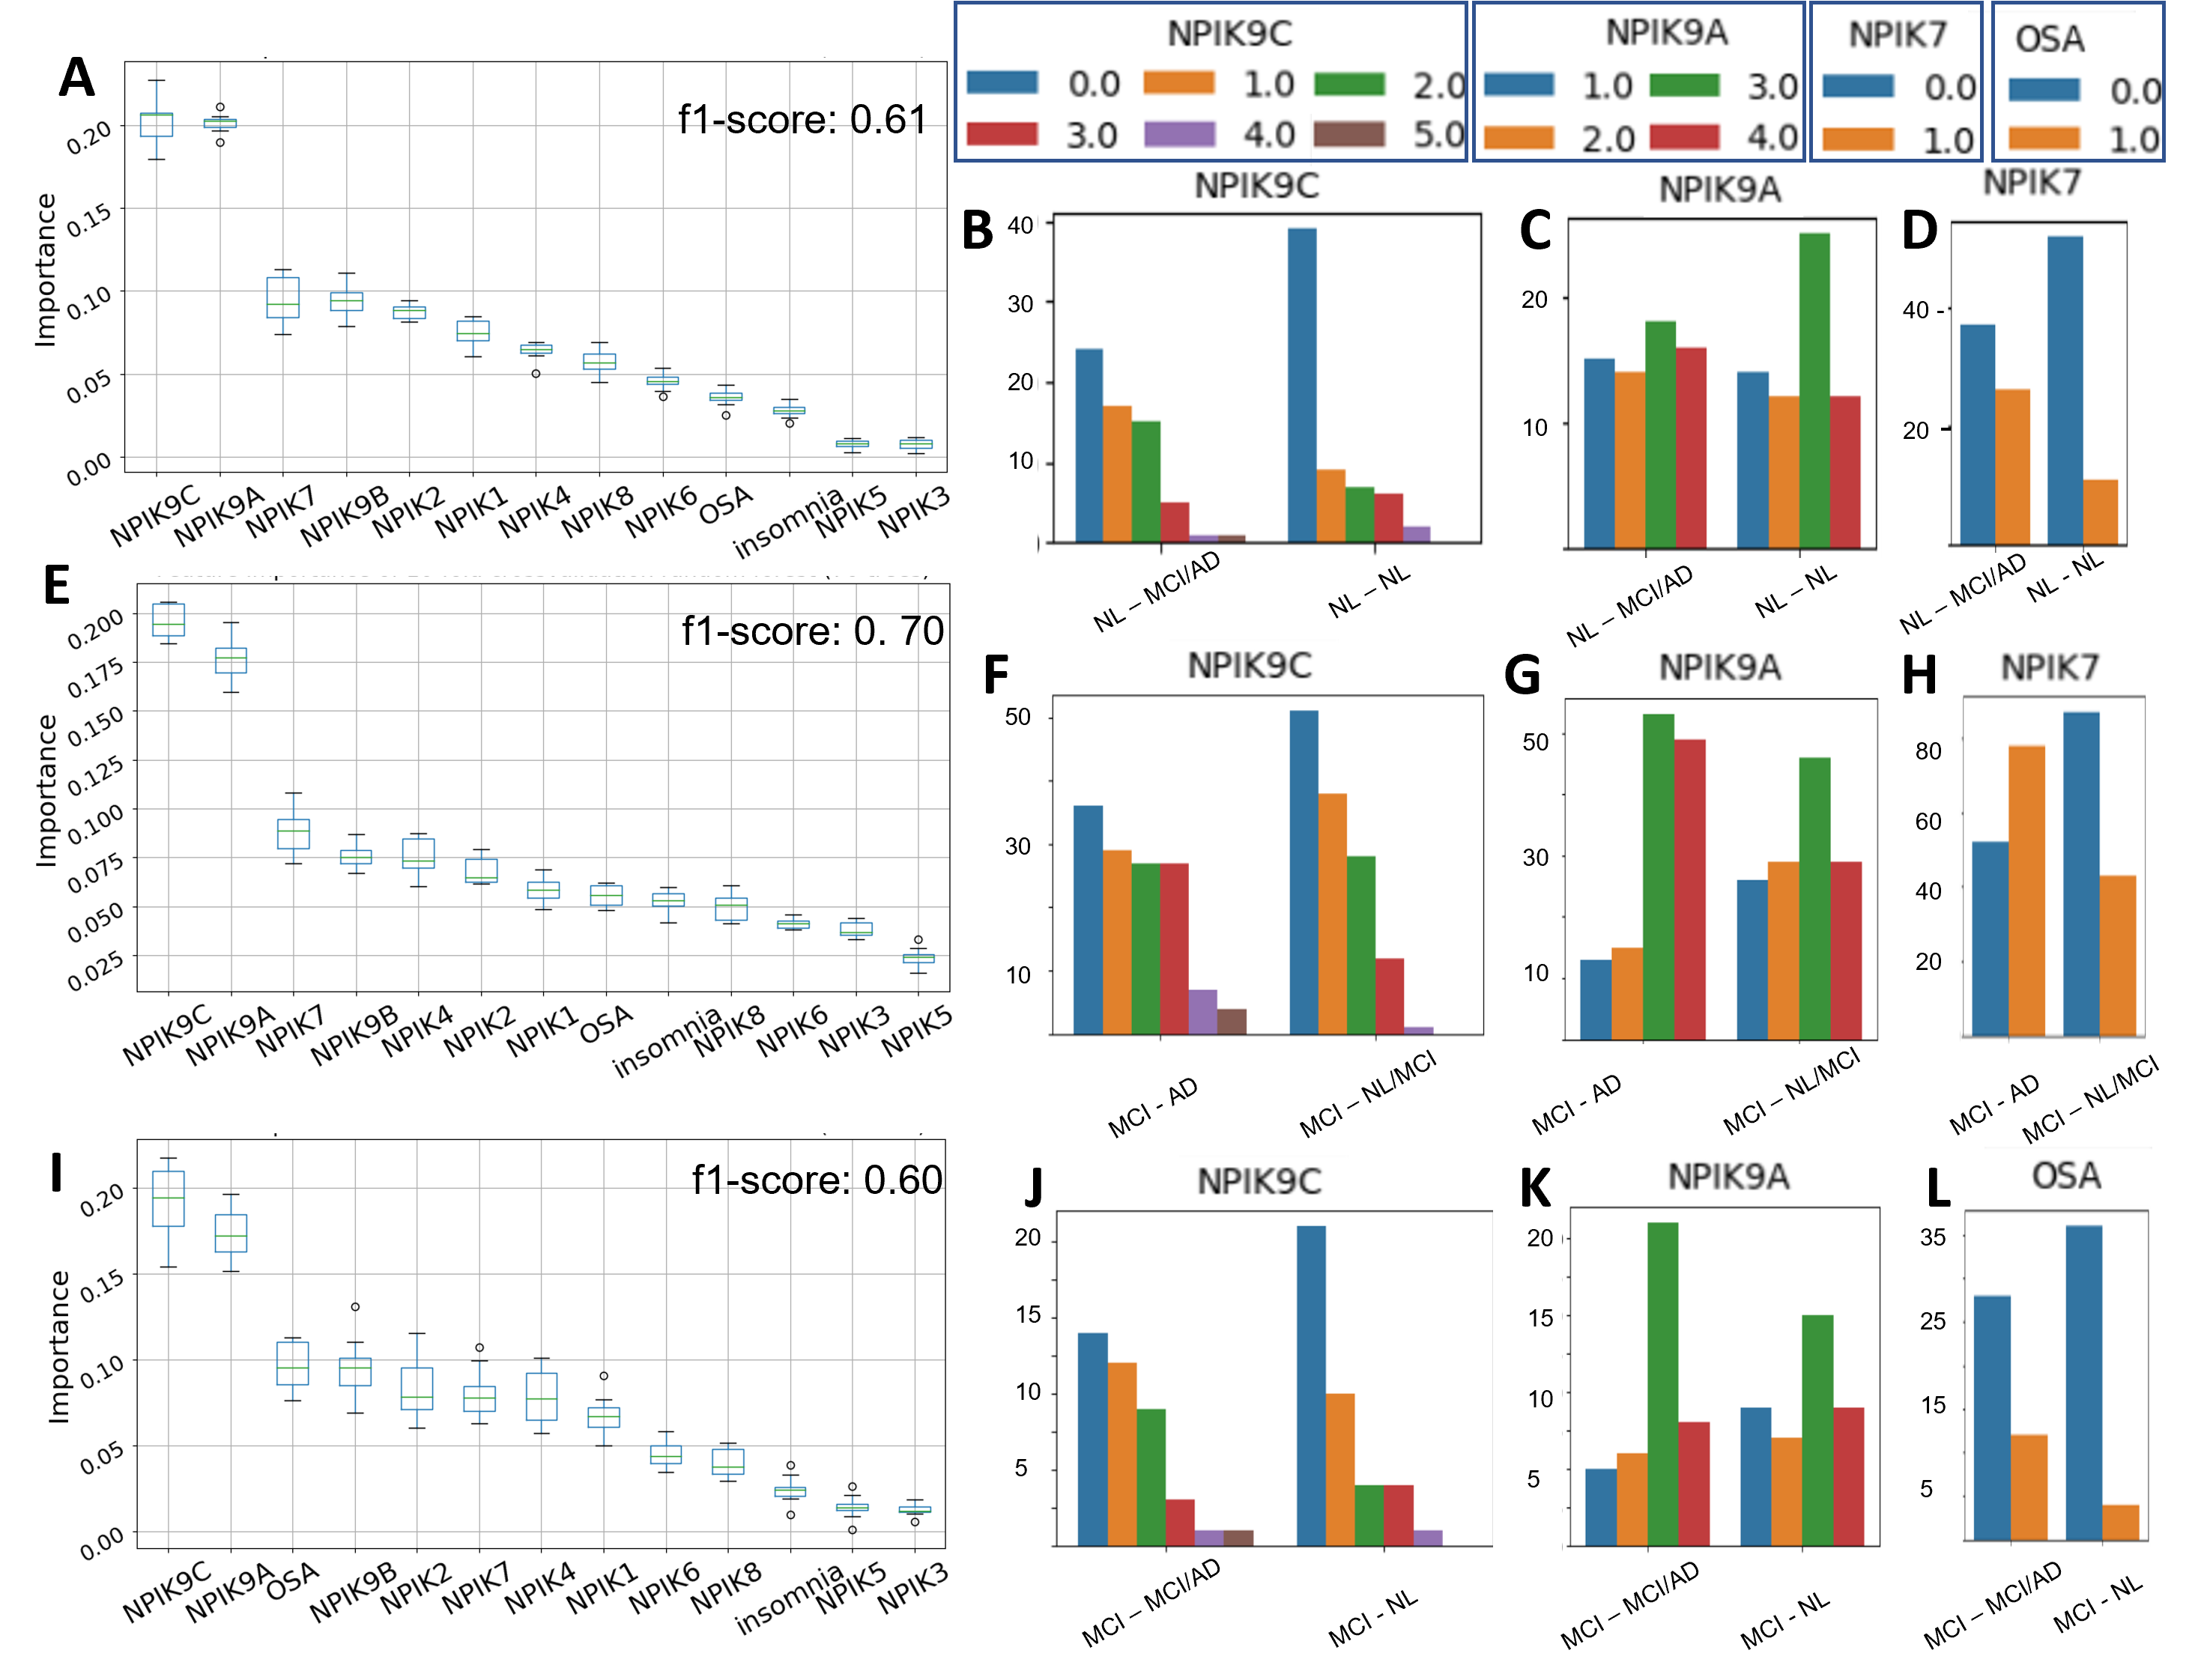 NPIK9C
0.0 1.0 2.0
3.0 4.0 5.0
NPIK9A
1.0 3.0
2.0 4.0
NPIK7
0.0
1.0
OSA
0.0
1.0
A
f1-score: 0.61
Importance
0.20
0.15
0.10
0.05
0.00
NPIK9C NPIK9A NPIK7 NPIK9B NPIK2 NPIK1 NPIK4 NPIK8 NPIK6 OSA insomnia NPIK5 NPIK3
B
NPIK9C
40
30
20
10
NL – MCI/AD NL – NL
C
NPIK9A
20
10
NL – MCI/AD NL – NL
D
NPIK7
40 -
20
NL – MCI/AD NL - NL
E
f1-score: 0. 70
Importance
0.200
0.175
0.150
0.125
0.100
0.075
0.050
0.025
NPIK9C NPIK9A NPIK7 NPIK9B NPIK4 NPIK2 NPIK1 OSA insomnia NPIK8 NPIK6 NPIK3 NPIK5
F
NPIK9C
50
30
10
MCI - AD MCI – NL/MCI
G
NPIK9A
50
30
10
MCI - AD MCI – NL/MCI
H
NPIK7
80
60
40
20
MCI - AD MCI – NL/MCI
I
f1-score: 0.60
Importance
0.20
0.15
0.10
0.05
0.00
NPIK9C NPIK9A OSA NPIK9B NPIK2 NPIK7 NPIK4 NPIK1 NPIK6 NPIK8 insomnia NPIK5 NPIK3
J
NPIK9C
20
15
10
5
MCI – MCI/AD MCI - NL
K
NPIK9A
20
15
10
5
MCI – MCI/AD MCI - NL
L
OSA
35
25
15
5
MCI – MCI/AD MCI - NL